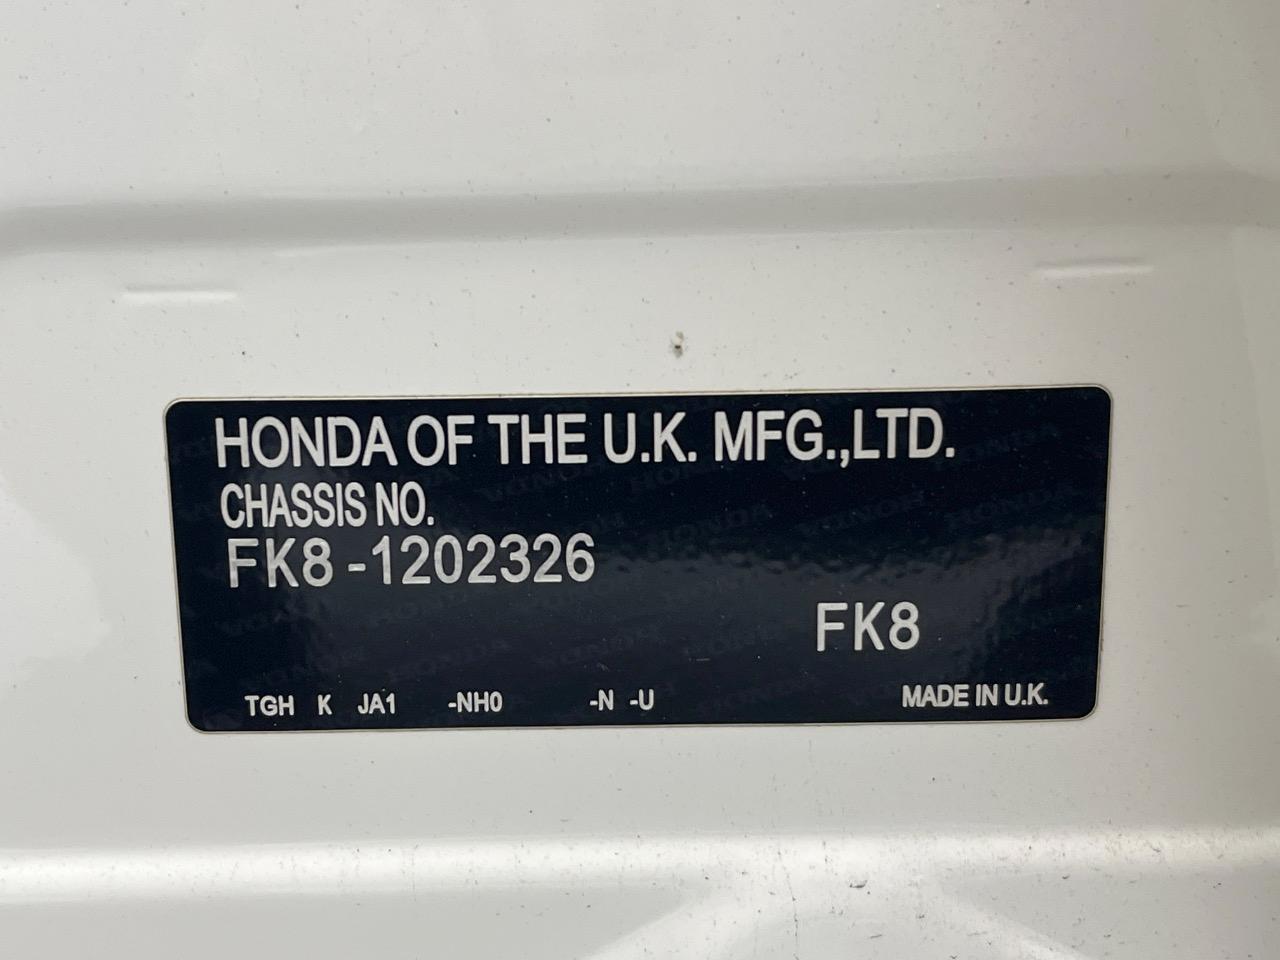 HONDA OF THE U.K. MFG.,LTD.
CHASSIS NO.
FK8-1202326
FK8
TGH K JA1 -NH0 -N -U MADE IN U.K.